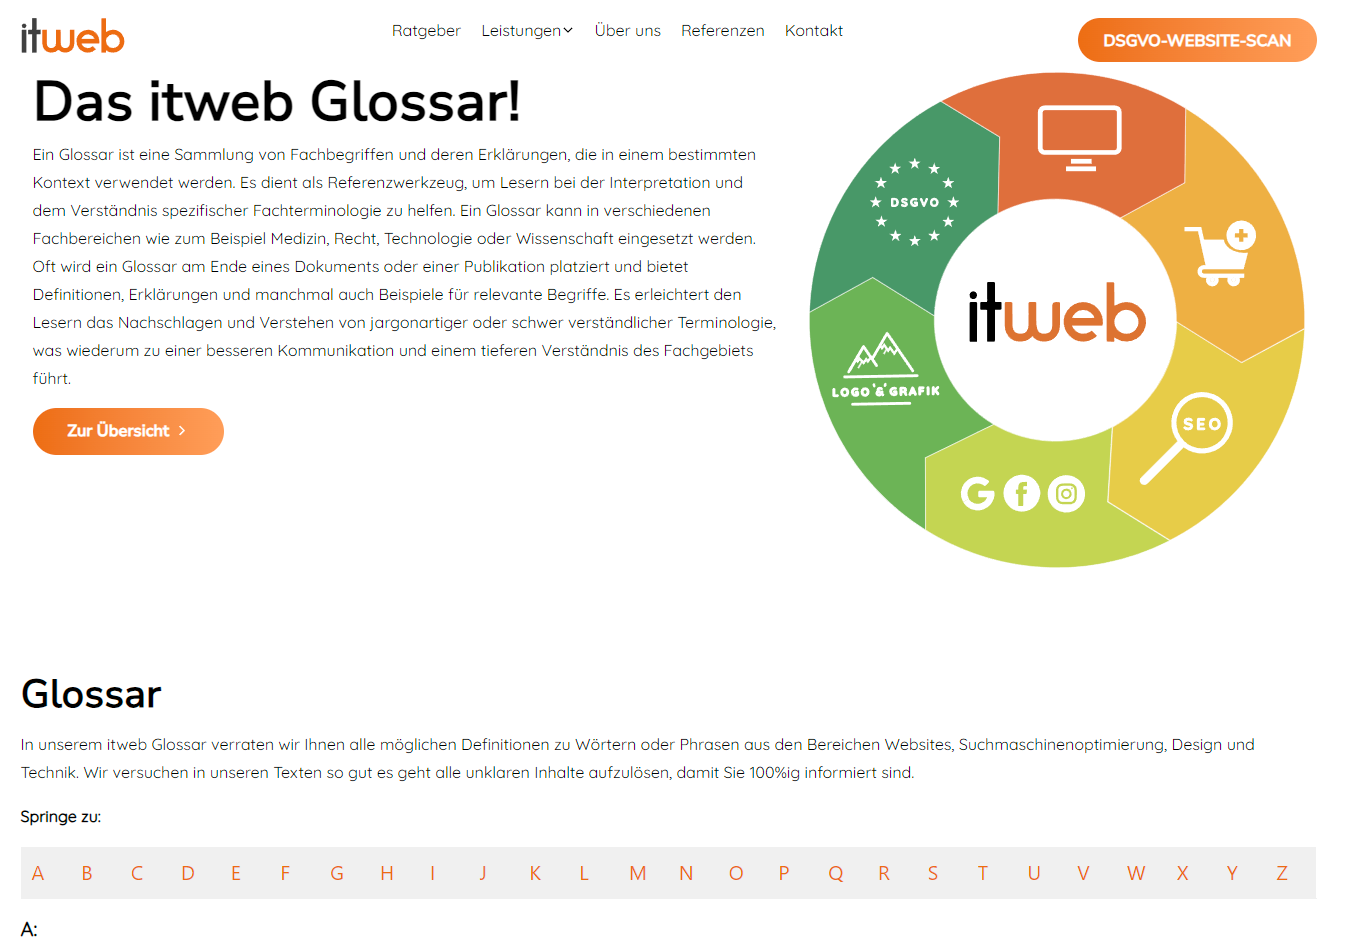 itweb
Ratgeber Leistungen Über uns Referenzen Kontakt
DSGVO-WEBSITE-SCAN
Das itweb Glossar!
Ein Glossar ist eine Sammlung von Fachbegriffen und deren Erklärungen, die in einem bestimmten
Kontext verwendet werden. Es dient als Referenzwerkzeug, um Lesern bei der Interpretation und
dem Verständnis spezifischer Fachterminologie zu helfen. Ein Glossar kann in verschiedenen
Fachbereichen wie zum Beispiel Medizin, Recht, Technologie oder Wissenschaft eingesetzt werden.
Oft wird ein Glossar am Ende eines Dokuments oder einer Publikation platziert und bietet
Definitionen, Erklärungen und manchmal auch Beispiele für relevante Begriffe. Es erleichtert den
Lesern das Nachschlagen und Verstehen von jargonartiger oder schwer verständlicher Terminologie,
was wiederum zu einer besseren Kommunikation und einem tieferen Verständnis des Fachgebiets
führt.
Zur Übersicht
DSGVO
itweb
LOGO '&' GRAFIK
SEO
Glossar
In unserem itweb Glossar verraten wir Ihnen alle möglichen Definitionen zu Wörtern oder Phrasen aus den Bereichen Websites, Suchmaschinenoptimierung, Design und
Technik. Wir versuchen in unseren Texten so gut es geht alle unklaren Inhalte aufzulösen, damit Sie 100%ig informiert sind.
Springe zu:
A B C D E F G H I J K L M N O P Q R S T U V W X Y Z
A: